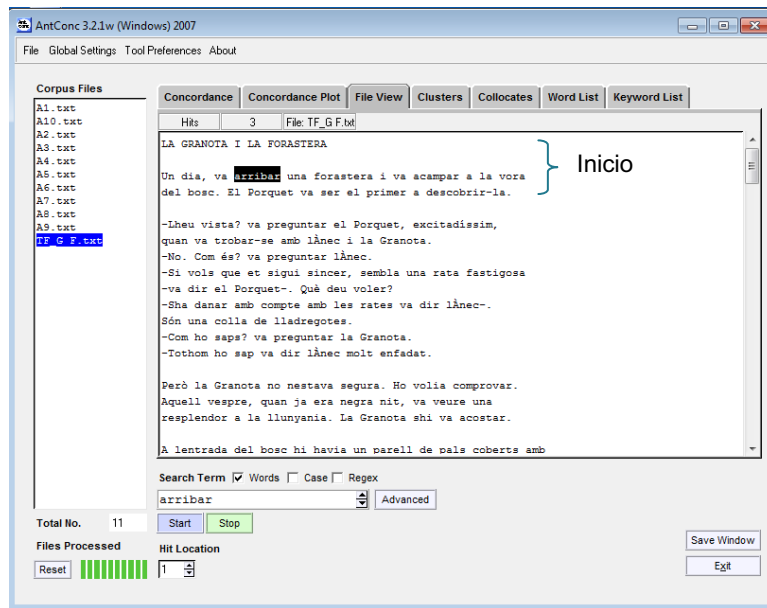 AntConc 3.2.1w (Windows) 2007
File Global Settings Tool Preferences About
Corpus Files
A1.txt
A10.txt
A2.txt
A3.txt
A4.txt
A5.txt
A6.txt
A7.txt
A8.txt
A9.txt
TF_G F.txt
Total No. 11
Files Processed
Reset
Concordance Concordance Plot File View Clusters Collocates Word List Keyword List
Hits 3 File: TF_G F.txt
LA GRANOTA I LA FORASTERA
Un dia, va arribar una forastera i va acampar a la vora
del bosc. El Porquet va ser el primer a descobrir-la.
Inicio
-Lheu vista? va preguntar el Porquet, excitadíssim,
quan va trobar-se amb lÀnec i la Granota.
-No. Com és? va preguntar lÀnec.
-Si vols que et sigui sincer, sembla una rata fastigosa
-va dir el Porquet-. Què deu voler?
-Sha danar amb compte amb les rates va dir lÀnec-.
Són una colla de lladregotes.
-Com ho saps? va preguntar la Granota.
-Tothom ho sap va dir lÀnec molt enfadat.
Però la Granota no nestava segura. Ho volia comprovar.
Aquell vespre, quan ja era negra nit, va veure una
resplendor a la llunyania. La Granota shi va acostar.
A lentrada del bosc hi havia un parell de pals coberts amb
Search Term Words Case Regex
arribar Advanced
Start Stop
Hit Location
1
Save Window
Exit